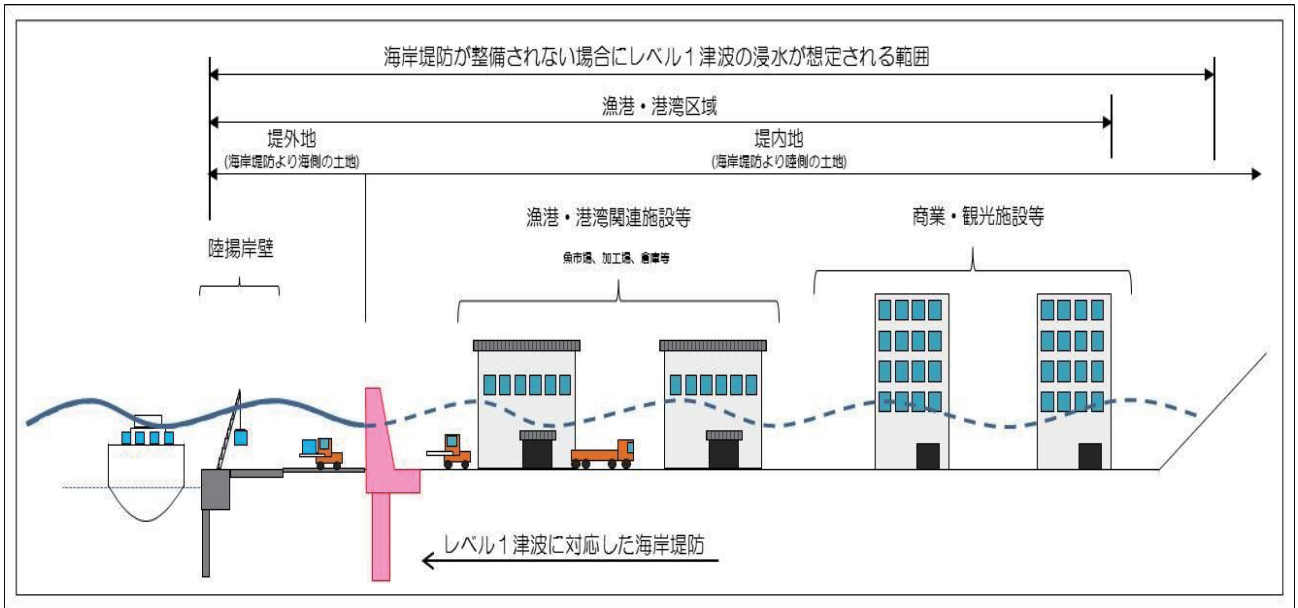 海岸堤防が整備されない場合にレベル1津波の浸水が想定される範囲
漁港・港湾区域
堤外地
(海岸堤防より海側の土地)
堤内地
(海岸堤防より陸側の土地)
漁港・港湾関連施設等
魚市場、加工場、倉庫等
商業・観光施設等
陸揚岸壁
レベル1津波に対応した海岸堤防